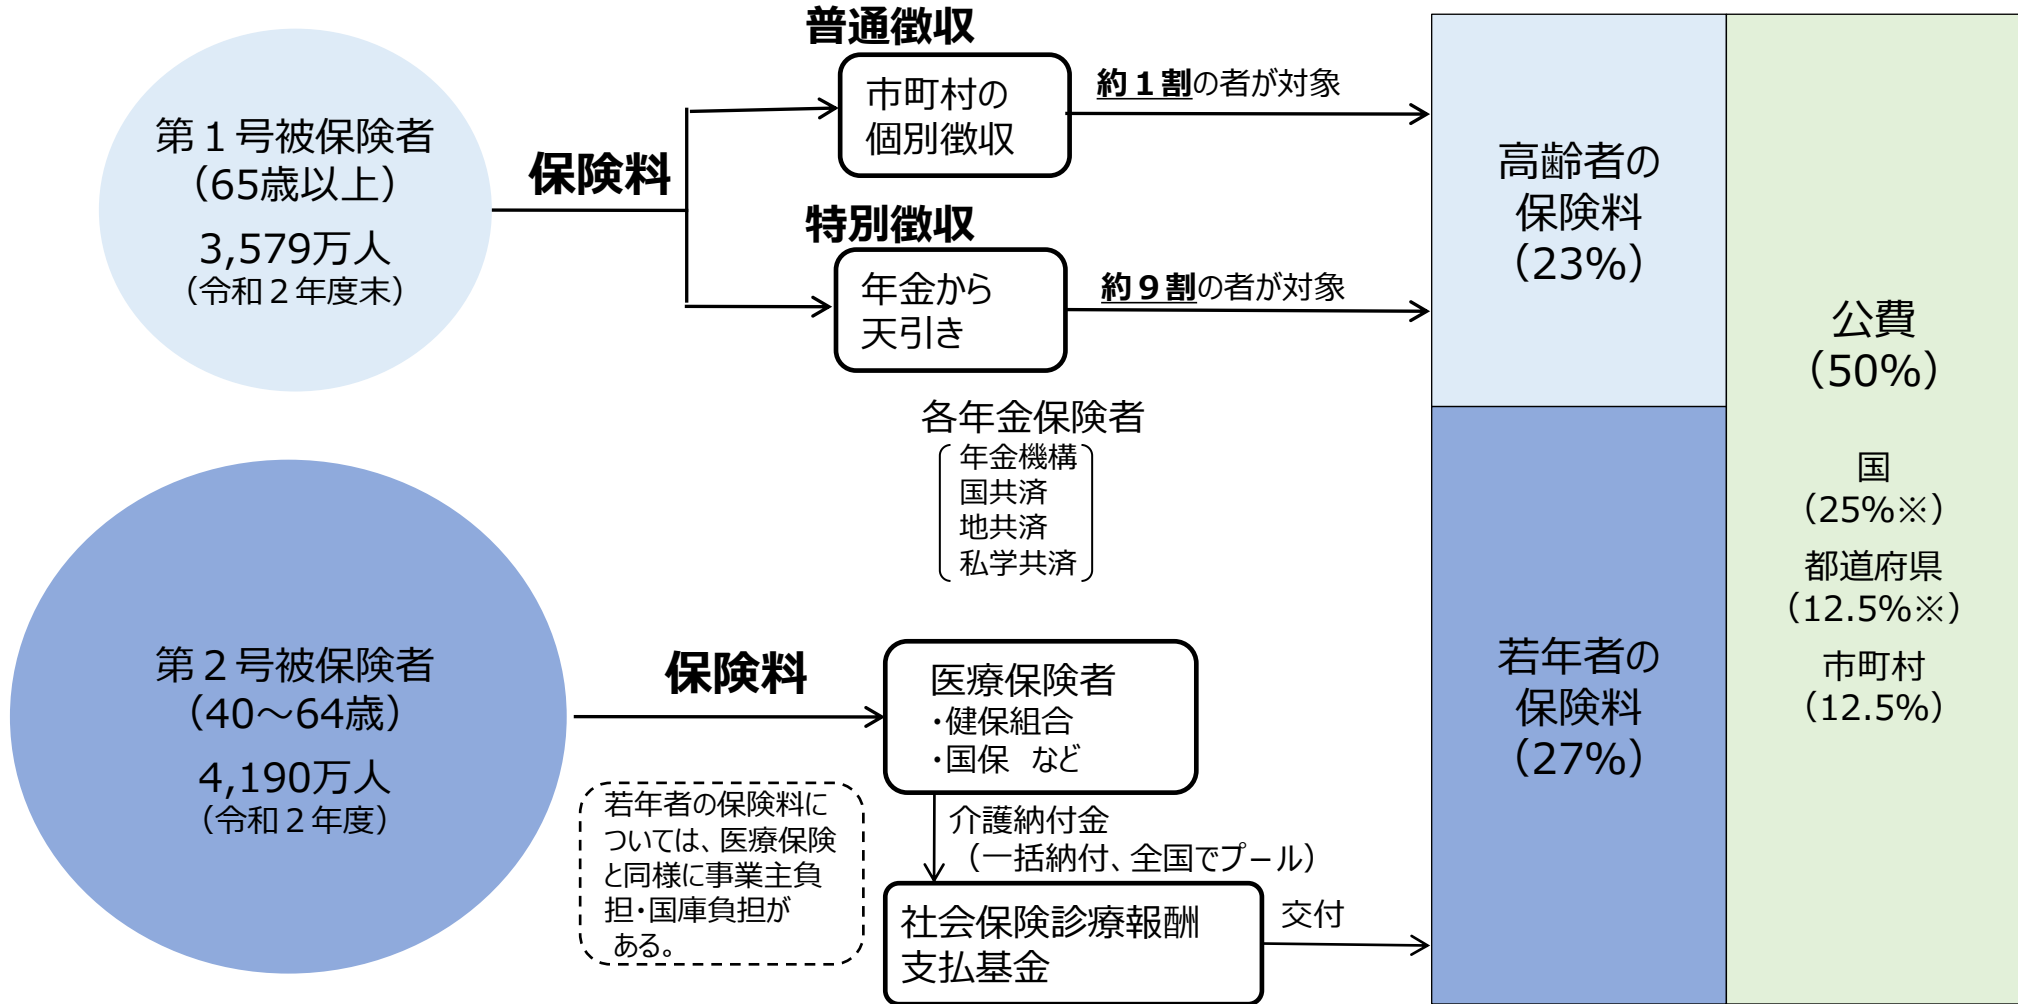 第１号被保険者
（65歳以上）
3,579万人
（令和２年度末）
保険料
普通徴収
市町村の
個別徴収
約１割の者が対象
特別徴収
年金から
天引き
約９割の者が対象
各年金保険者
年金機構
国共済
地共済
私学共済
第２号被保険者
（40～64歳）
4,190万人
（令和２年度）
保険料
医療保険者
・健保組合
・国保　など
若年者の保険料に
ついては、医療保険
と同様に事業主負
担・国庫負担が
ある。
介護納付金
（一括納付、全国でプール）
社会保険診療報酬
支払基金
交付
高齢者の
保険料
（23%）
若年者の
保険料
（27%）
公費
（50%）
国
（25%※）
都道府県
（12.5%※）
市町村
（12.5%）